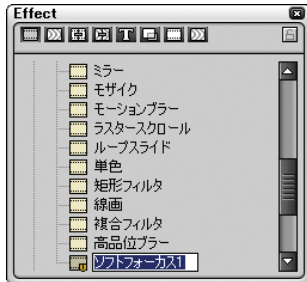 Effect
ミラー
モザイク
モーションブラー
ラスタースクロール
ループスライド
単色
矩形フィルタ
線画
複合フィルタ
高品位ブラー
ソフトフォーカス1